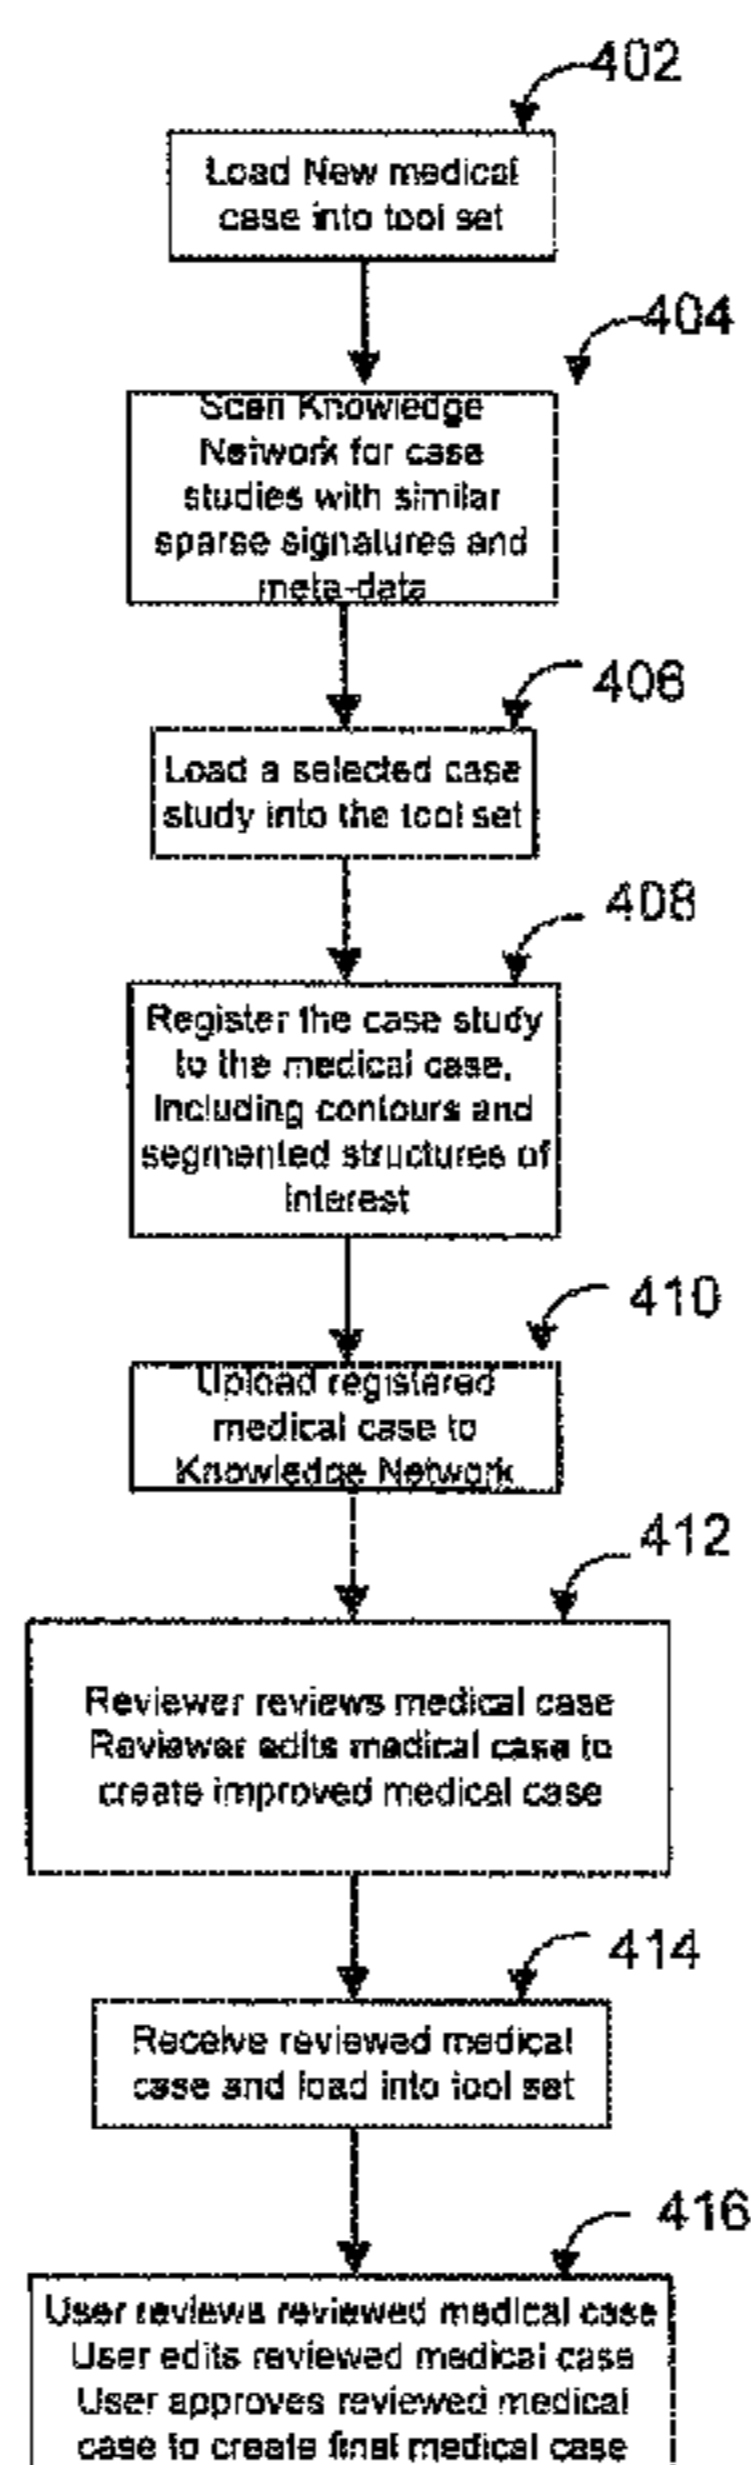 402
Load New medical
case into tool set
404
Scan Knowledge
Network for case
studies with similar
sparse signatures and
meta-data
406
Load a selected case
study into the tool set
408
Register the case study
to the medical case,
including contours and
segmented structures of
interest
410
Upload registered
medical case to
Knowledge Network
412
Reviewer reviews medical case
Reviewer edits medical case to
create improved medical case
414
Receive reviewed medical
case and load into tool set
416
User reviews reviewed medical case
User edits reviewed medical case
User approves reviewed medical
case to create final medical case